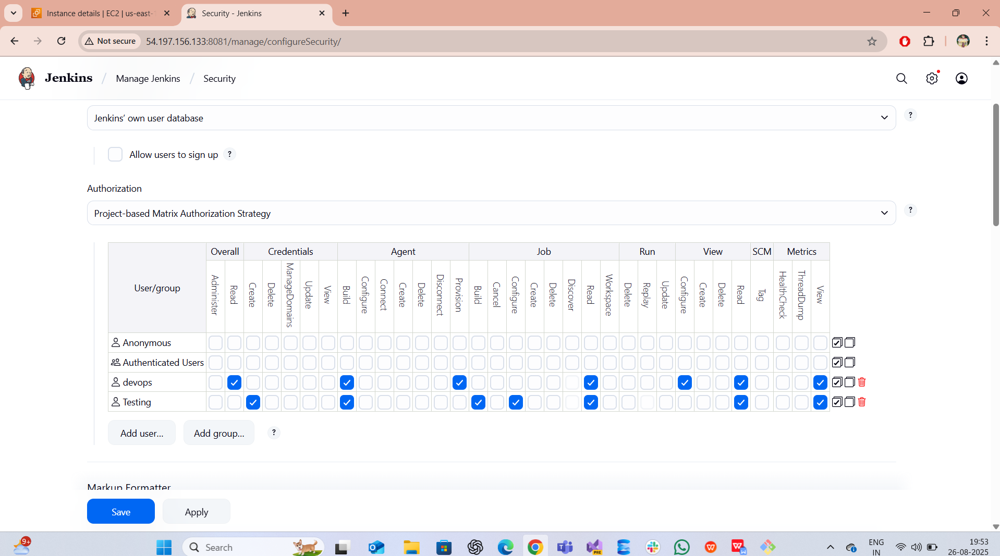 Instance details | EC2 | us-east-
Security - Jenkins
Not secure
54.197.156.133:8081/manage/configureSecurity/
Jenkins / Manage Jenkins / Security
Jenkins’ own user database
?
Allow users to sign up ?
Authorization
Project-based Matrix Authorization Strategy
?
User/group Overall Credentials Agent Job Run View SCM Metrics
Administer Read Create Delete ManageDomains Update View Build Configure Connect Create Delete Disconnect Provision Build Cancel Configure Create Delete Discover Read Workspace Delete Replay Update Configure Create Delete Read Tag HealthCheck ThreadDump View
Anonymous
Authenticated Users
devops
Testing
Add user... Add group... ?
Markup Formatter
Save Apply
9+
Search
PRE
ENG
IN
19:53
26-08-2025